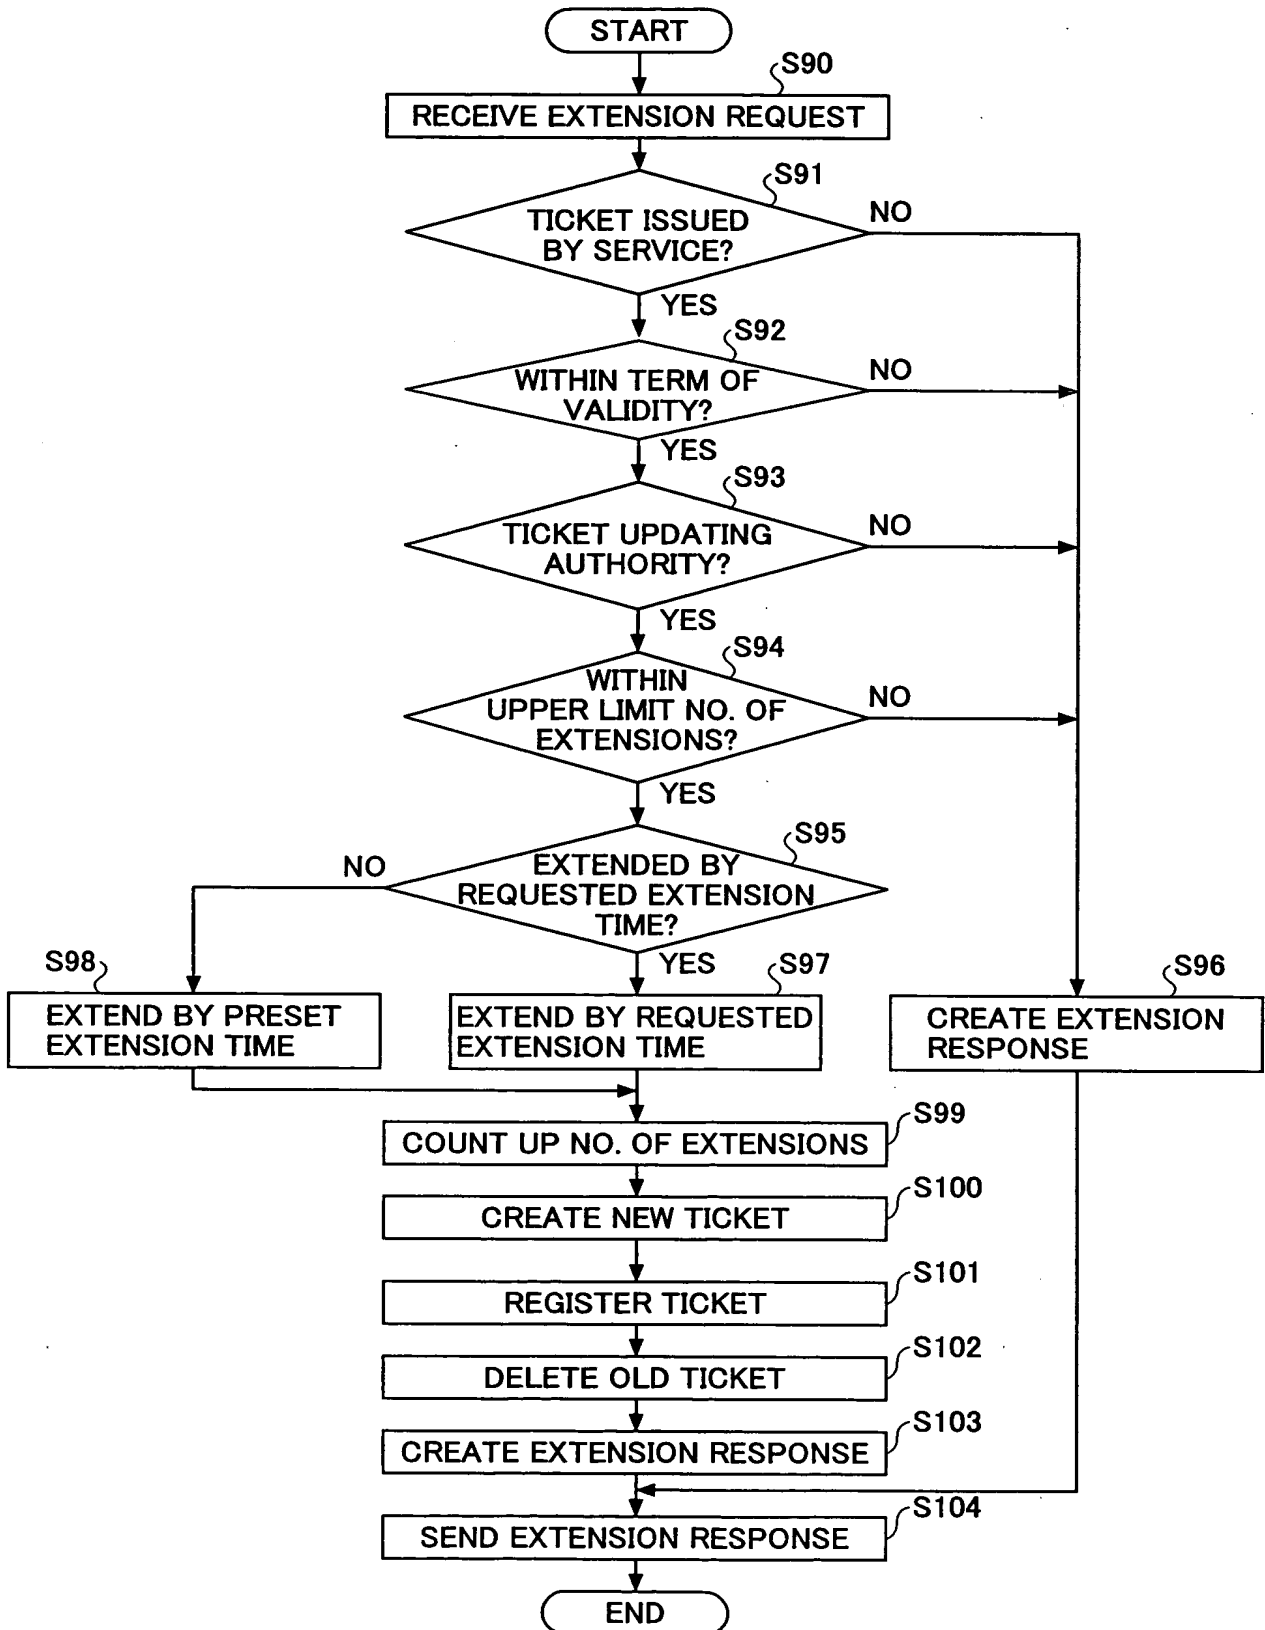 START
S90
RECEIVE EXTENSION REQUEST
S91
TICKET ISSUED
BY SERVICE?
NO
YES
S92
WITHIN TERM OF
VALIDITY?
NO
YES
S93
TICKET UPDATING
AUTHORITY?
NO
YES
S94
WITHIN
UPPER LIMIT NO. OF
EXTENSIONS?
NO
YES
S95
EXTENDED BY
REQUESTED EXTENSION
TIME?
NO
YES
S98
EXTEND BY PRESET
EXTENSION TIME
S97
EXTEND BY REQUESTED
EXTENSION TIME
S96
CREATE EXTENSION
RESPONSE
S99
COUNT UP NO. OF EXTENSIONS
S100
CREATE NEW TICKET
S101
REGISTER TICKET
S102
DELETE OLD TICKET
S103
CREATE EXTENSION RESPONSE
S104
SEND EXTENSION RESPONSE
END